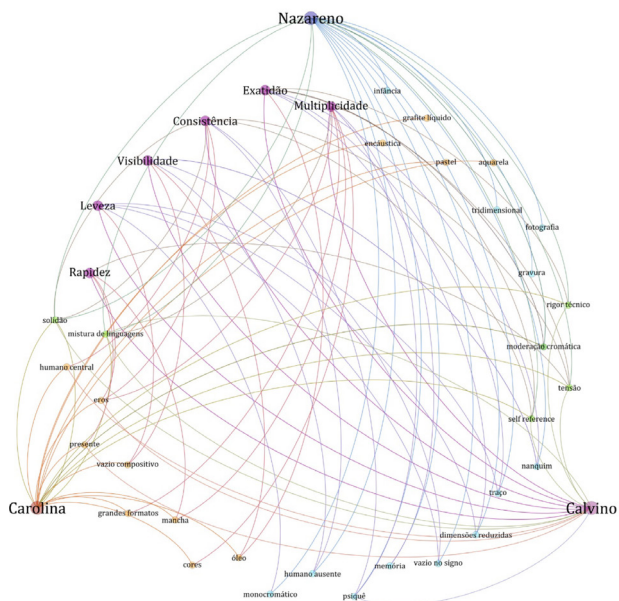 Nazareno
infância
Exatidão
Multiplicidade
grafite líquido
Consistência
encáustica
Visibilidade
pastel
aquarela
Leveza
tridimensional
fotografia
Rapidez
gravura
rigor técnico
solidão
mistura de linguagens
moderação cromática
humano central
tensão
eros
self reference
presente
vazio compositivo
nanquim
traço
Carolina
grandes formatos
mancha
Calvino
dimensões reduzidas
óleo
cores
humano ausente
memória
vazio no signo
monocromático
psiquê